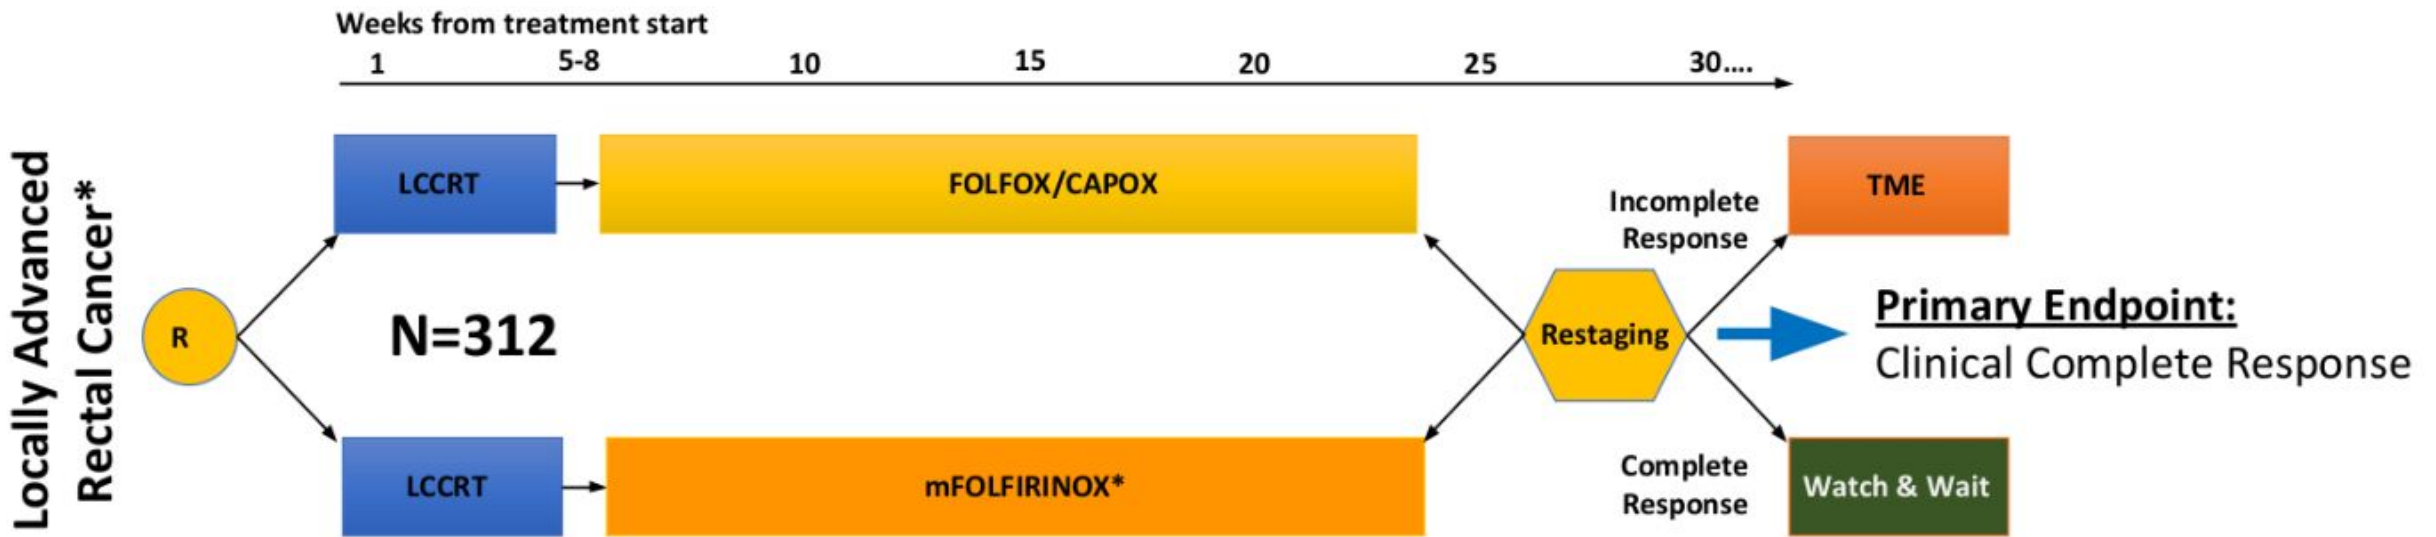 Weeks from treatment start
1 5-8 10 15 20 25 30....
Locally Advanced
Rectal Cancer*
R
LCCRT
FOLFOX/CAPOX
N=312
LCCRT
mFOLFIRINOX*
Restaging
Incomplete
Response
TME
Primary Endpoint:
Clinical Complete Response
Complete
Response
Watch & Wait